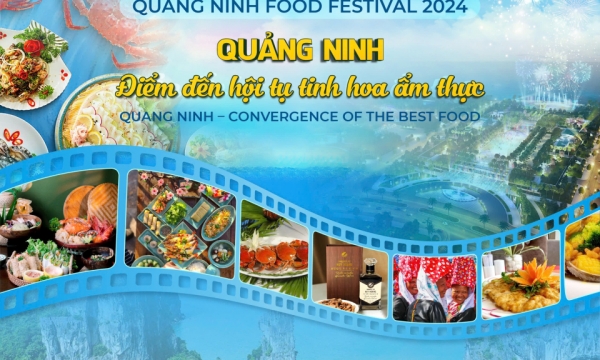 QUANG NINH FOOD FESTIVAL 2024
QUẢNG NINH
Điểm đến hội tụ tinh hoa ẩm thực
QUANG NINH – CONVERGENCE OF THE BEST FOOD